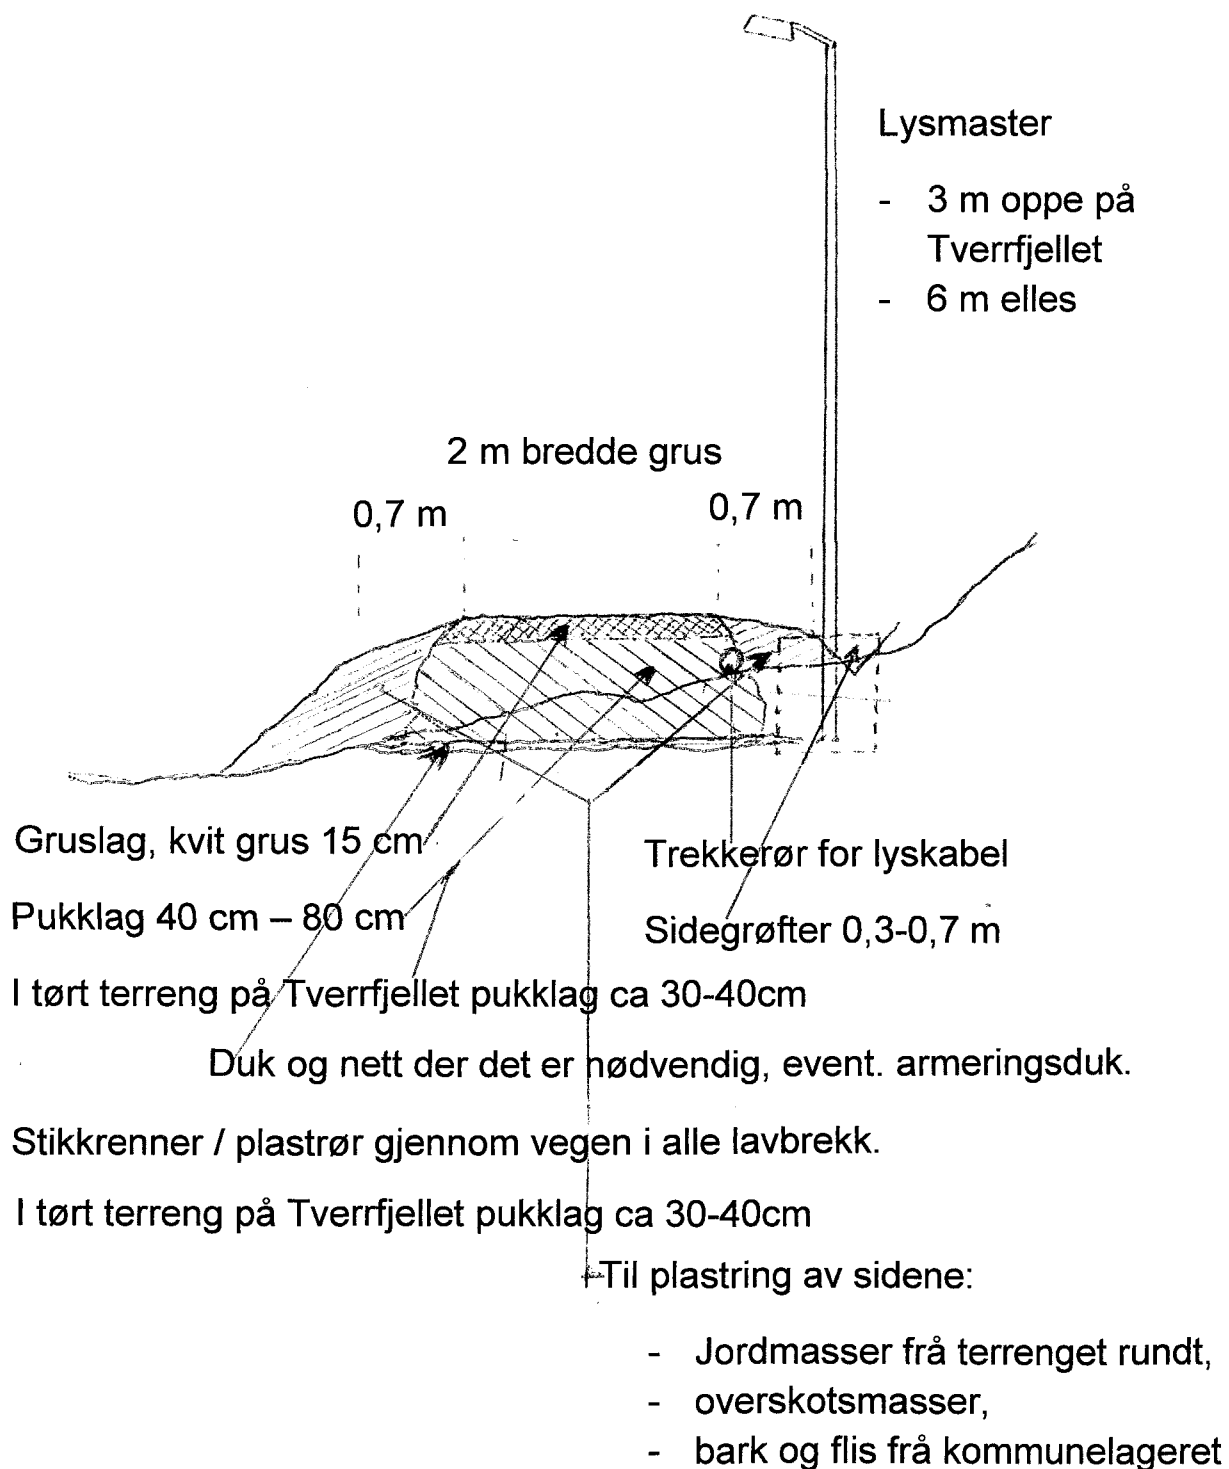 Lysmaster
- 3 m oppe på
Tverrfjellet
- 6 m elles
2 m bredde grus
0,7 m
0,7 m
Gruslag, kvit grus 15 cm
Trekkerør for lyskabel
Pukklag 40 cm – 80 cm
Sidegrøfter 0,3-0,7 m
I tørt terreng på Tverrfjellet pukklag ca 30-40cm
Duk og nett der det er nødvendig, event. armeringsduk.
Stikkrenner / plastrør gjennom vegen i alle lavbrekk.
I tørt terreng på Tverrfjellet pukklag ca 30-40cm
Til plastring av sidene:
- Jordmasser frå terrenget rundt,
- overskotsmasser,
- bark og flis frå kommunelageret